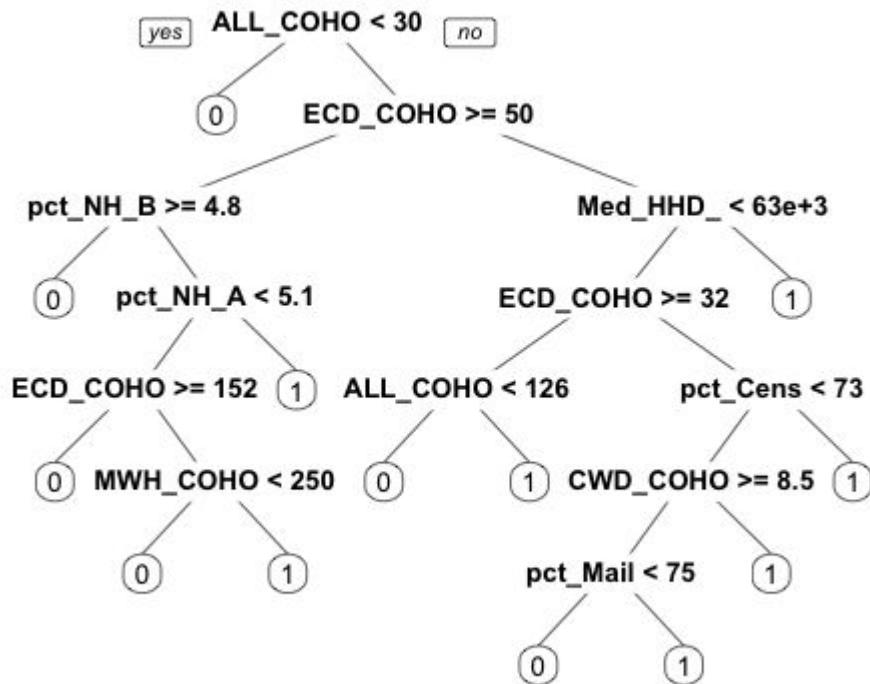 yes ALL_COHO < 30 no
0 ECD_COHO >= 50
pct_NH_B >= 4.8 Med_HHD_ < 63e+3
0 pct_NH_A < 5.1 ECD_COHO >= 32 1
ECD_COHO >= 152 1 ALL_COHO < 126 pct_Cens < 73
0 MWH_COHO < 250 0 1 CWD_COHO >= 8.5 1
0 1 pct_Mail < 75 1
0 1